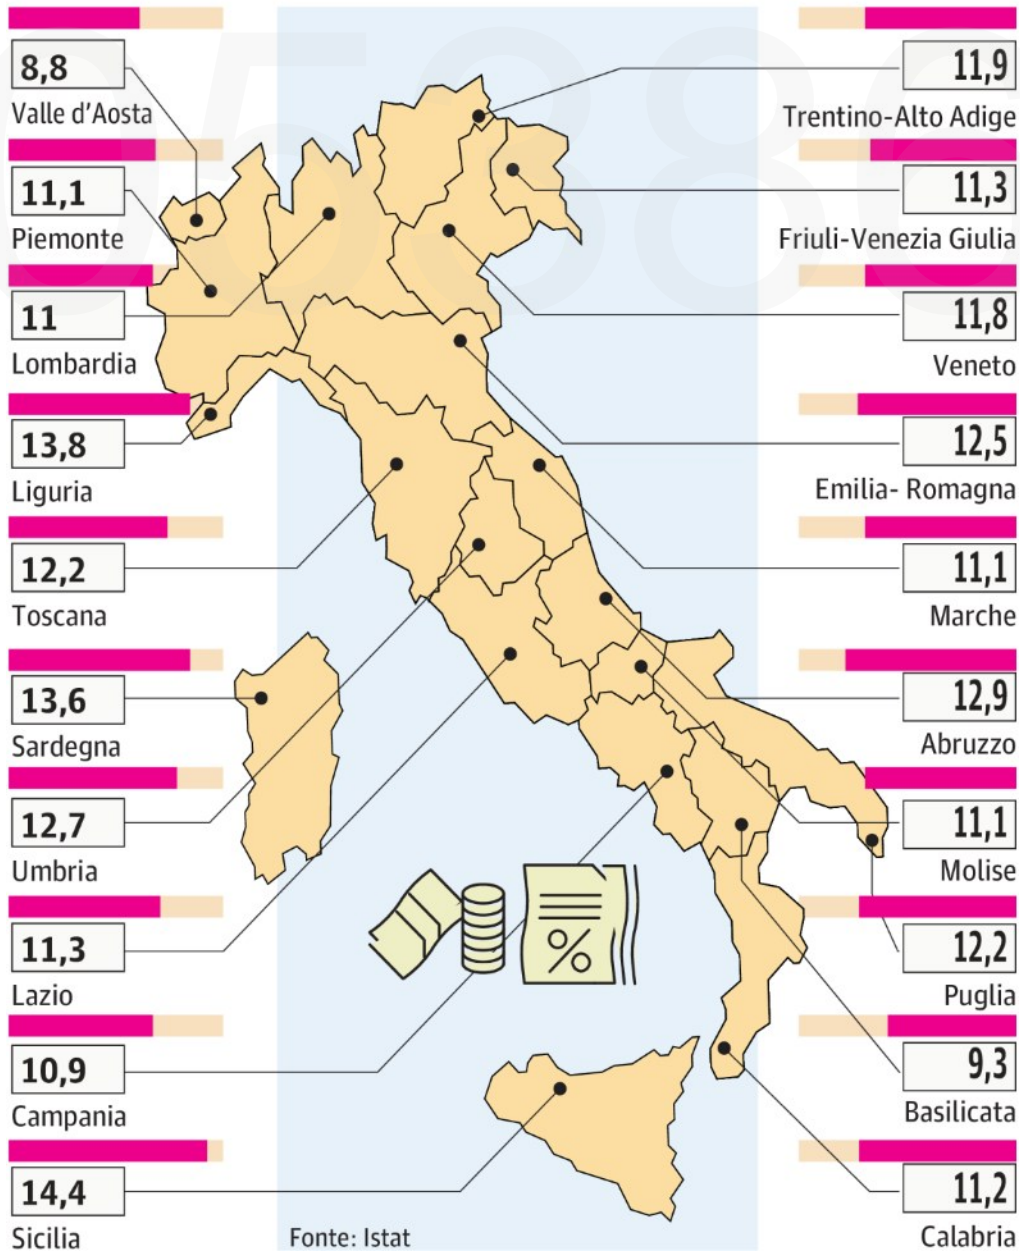 8,8
Valle d'Aosta
11,1
Piemonte
11
Lombardia
13,8
Liguria
12,2
Toscana
13,6
Sardegna
12,7
Umbria
11,3
Lazio
10,9
Campania
14,4
Sicilia
11,9
Trentino-Alto Adige
11,3
Friuli-Venezia Giulia
11,8
Veneto
12,5
Emilia- Romagna
11,1
Marche
12,9
Abruzzo
11,1
Molise
12,2
Puglia
9,3
Basilicata
11,2
Calabria
%
Fonte: Istat